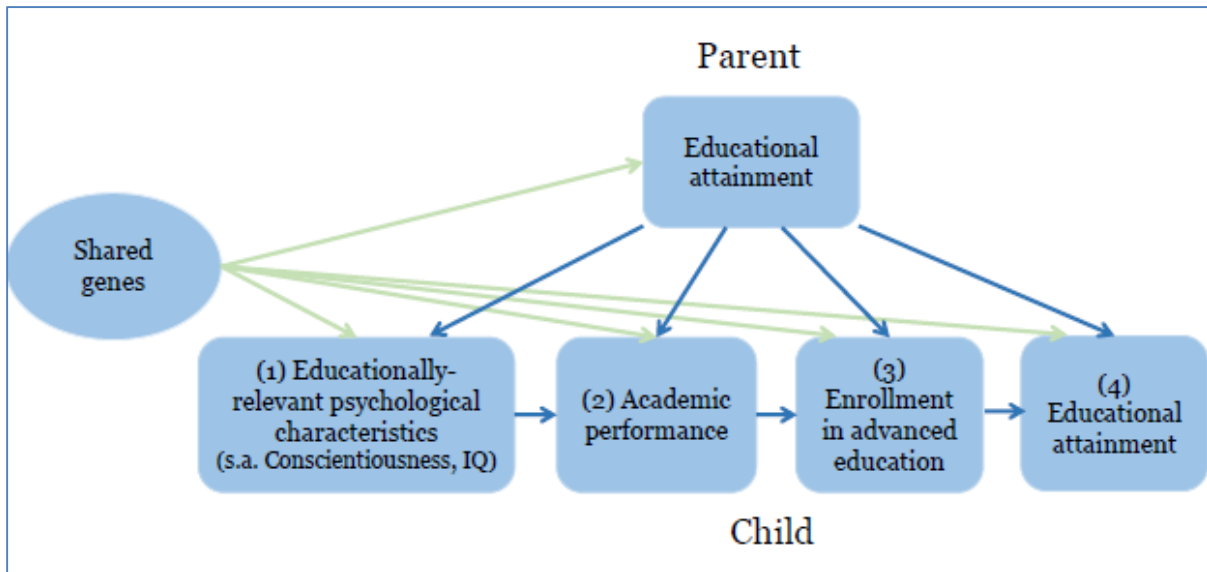 Parent
Educational
attainment
Shared
genes
(1) Educationally-
relevant psychological
characteristics
(s.a. Conscientiousness, IQ)
(2) Academic
performance
(3)
Enrollment
in advanced
education
(4)
Educational
attainment
Child